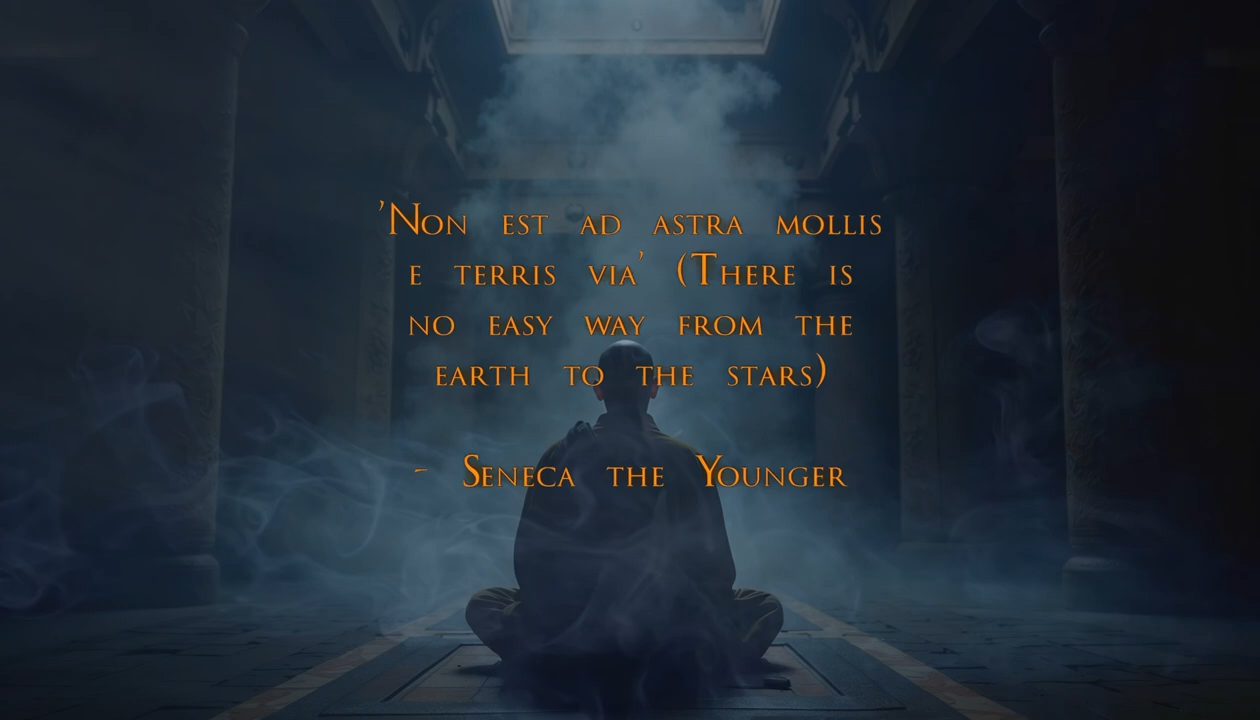 'Non est ad astra mollis
e terris via' (There is
no easy way from the
earth to the stars)
- Seneca the Younger